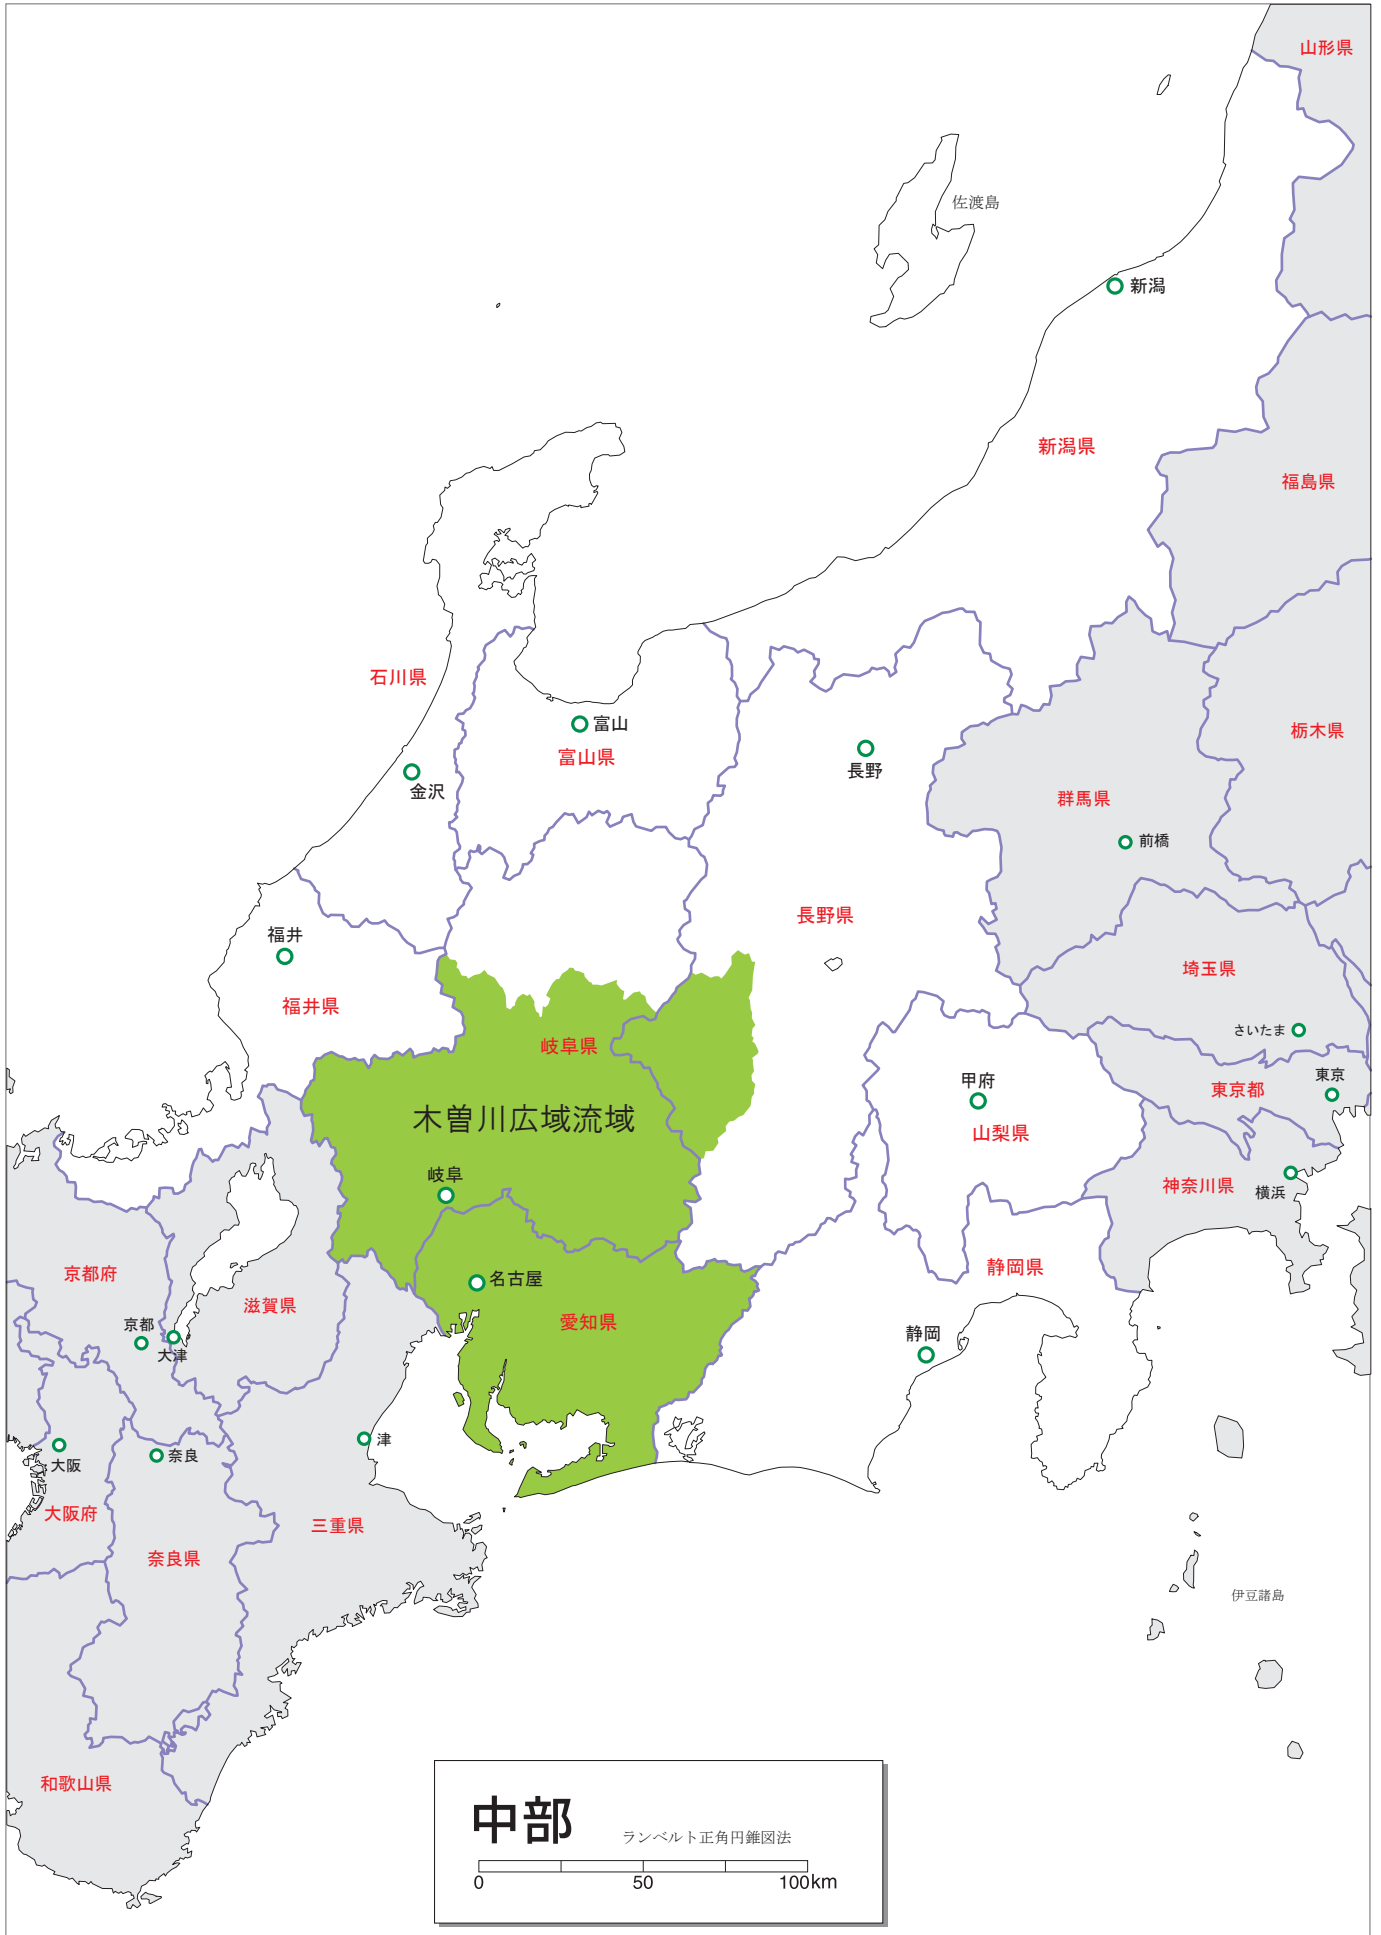 山形県
佐渡島
新潟
新潟県
福島県
石川県
富山
富山県
金沢
長野
栃木県
群馬県
前橋
長野県
福井
福井県
埼玉県
さいたま
岐阜県
東京都
東京
甲府
山梨県
木曽川広域流域
岐阜
神奈川県
横浜
京都府
滋賀県
名古屋
愛知県
静岡県
京都
大津
静岡
津
大阪
奈良
大阪府
三重県
奈良県
伊豆諸島
和歌山県
中部
ランベルト正角円錐図法
0 50 100km